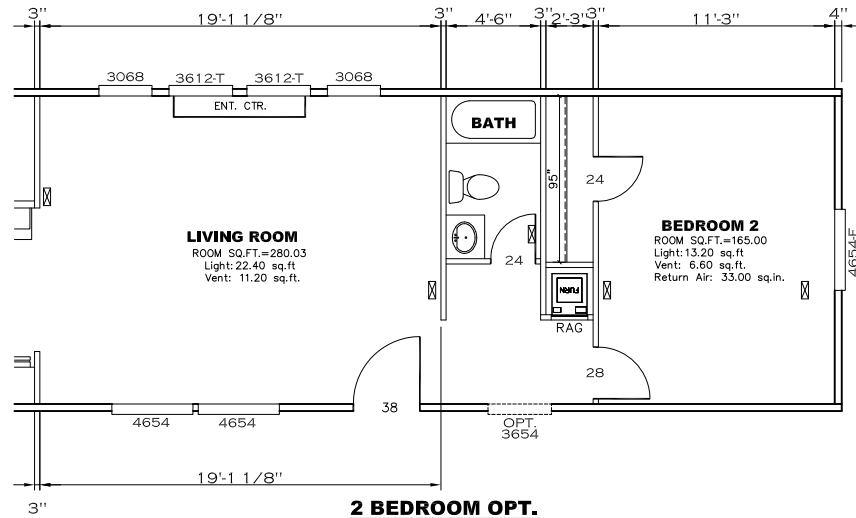 3" 19'-1 1/8" 3" 4'-6" 3" 2'-3" 3" 11'-3" 4"
3068 3612-T 3612-T 3068
ENT. CTR.
BATH
95"
24
LIVING ROOM
ROOM SQ.FT.=280.03
Light: 22.40 sq.ft
Vent: 11.20 sq.ft.
BEDROOM 2
ROOM SQ.FT.=165.00
Light: 13.20 sq.ft
Vent: 6.60 sq.ft.
Return Air: 33.00 sq.in.
4654-E
24
FURN
RAG
28
38
4654 4654
OPT.
3654
19'-1 1/8"
3"
2 BEDROOM OPT.